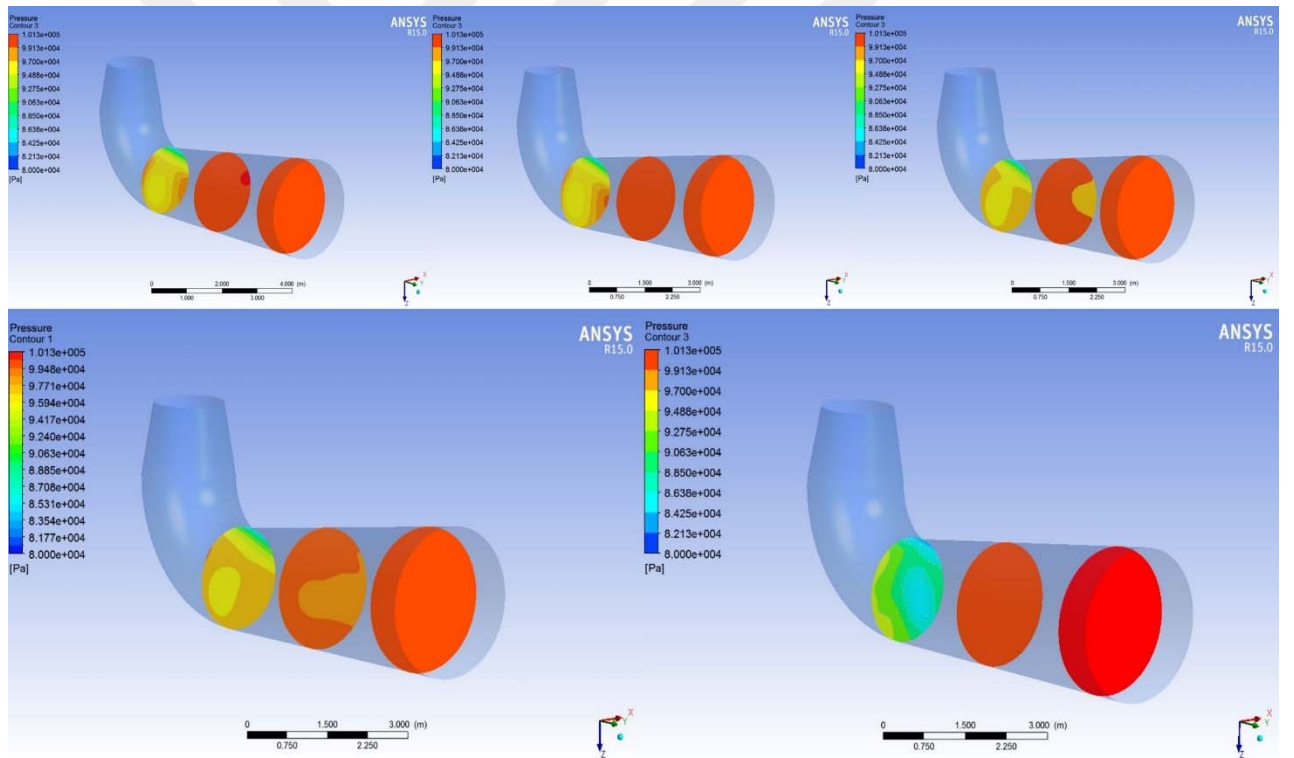 Pressure
Contour 3
1.013e+005
9.913e+004
9.700e+004
9.488e+004
9.275e+004
9.063e+004
8.850e+004
8.638e+004
8.425e+004
8.213e+004
8.000e+004
[Pa]
ANSYS
R15.0
0 2.000 4.000 (m)
1.000 3.000
X
Y
Z
Pressure
Contour 3
1.013e+005
9.913e+004
9.700e+004
9.488e+004
9.275e+004
9.063e+004
8.850e+004
8.638e+004
8.425e+004
8.213e+004
8.000e+004
[Pa]
ANSYS
R15.0
0 1.500 3.000 (m)
0.750 2.250
X
Y
Z
Pressure
Contour 3
1.013e+005
9.913e+004
9.700e+004
9.488e+004
9.275e+004
9.063e+004
8.850e+004
8.638e+004
8.425e+004
8.213e+004
8.000e+004
[Pa]
ANSYS
R15.0
0 1.500 3.000 (m)
0.750 2.250
X
Y
Z
Pressure
Contour 1
1.013e+005
9.948e+004
9.771e+004
9.594e+004
9.417e+004
9.240e+004
9.063e+004
8.885e+004
8.708e+004
8.531e+004
8.354e+004
8.177e+004
8.000e+004
[Pa]
ANSYS
R15.0
0 1.500 3.000 (m)
0.750 2.250
X
Y
Z
Pressure
Contour 3
1.013e+005
9.913e+004
9.700e+004
9.488e+004
9.275e+004
9.063e+004
8.850e+004
8.638e+004
8.425e+004
8.213e+004
8.000e+004
[Pa]
ANSYS
R15.0
0 1.500 3.000 (m)
0.750 2.250
X
Y
Z